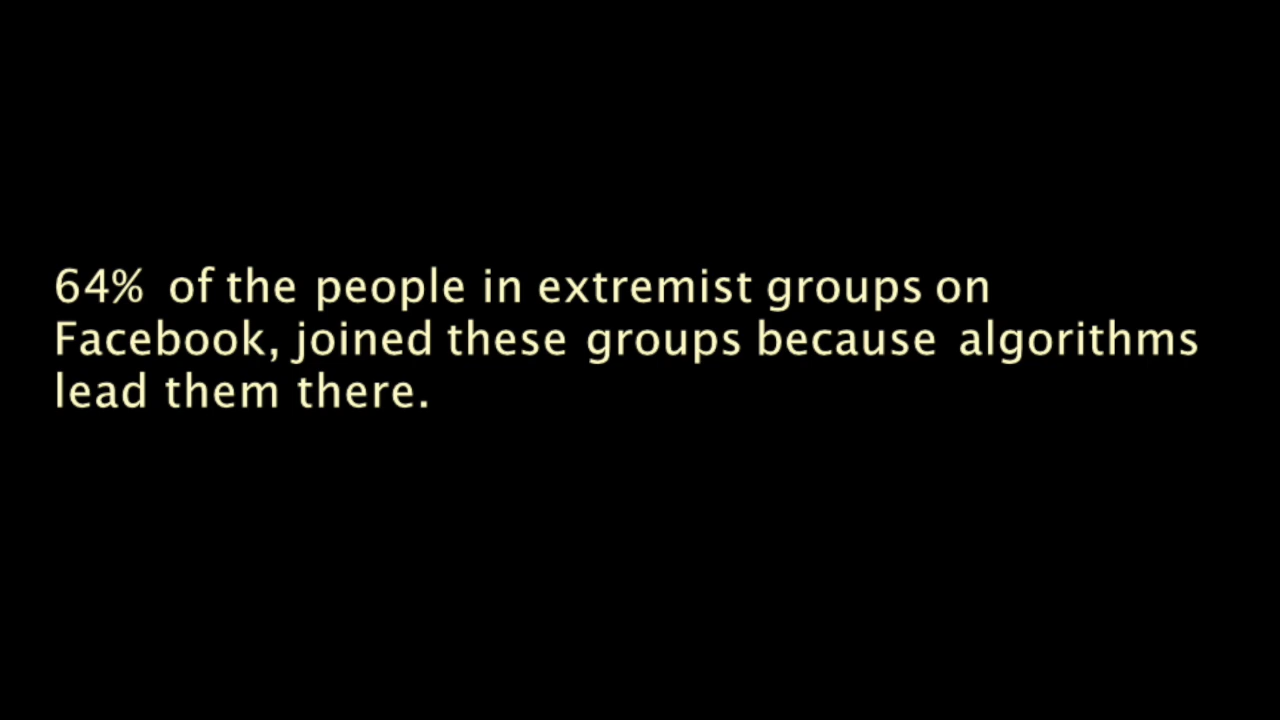 64% of the people in extremist groups on
Facebook, joined these groups because algorithms
lead them there.